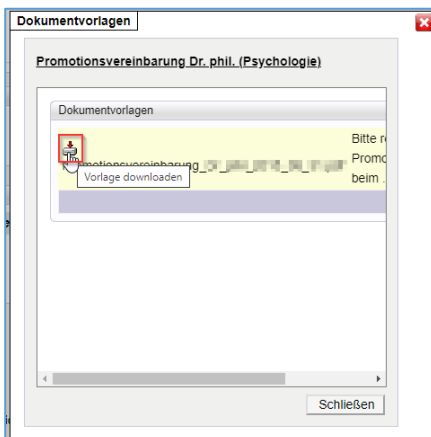 Dokumentvorlagen
Promotionsvereinbarung Dr. phil. (Psychologie)
Dokumentvorlagen
Bitte
Promo
beim ..
Vorlage downloaden
Schließen